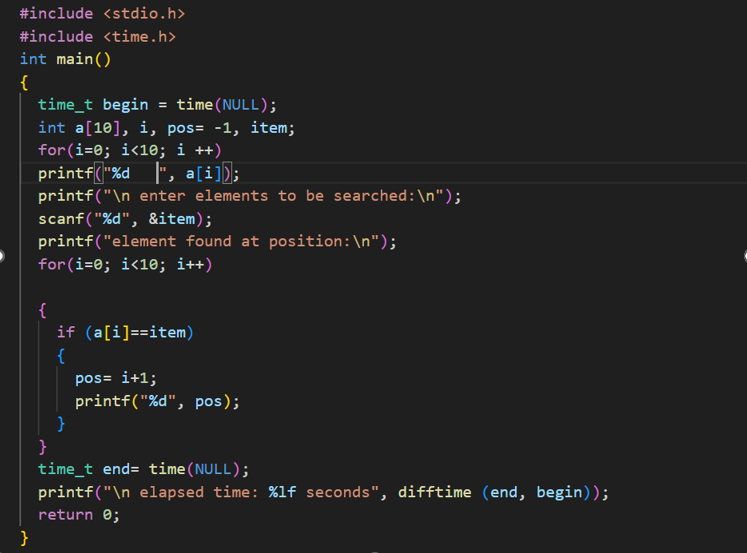 #include <stdio.h>
#include <time.h>
int main()
{
  time_t begin = time(NULL);
  int a[10], i, pos= -1, item;
  for(i=0; i<10; i ++)
  printf("%d   ", a[i]);
  printf("\n enter elements to be searched:\n");
  scanf("%d", &item);
  printf("element found at position:\n");
  for(i=0; i<10; i++)
  {
    if (a[i]==item)
    {
      pos= i+1;
      printf("%d", pos);
    }
  }
  time_t end= time(NULL);
  printf("\n elapsed time: %lf seconds", difftime (end, begin));
  return 0;
}